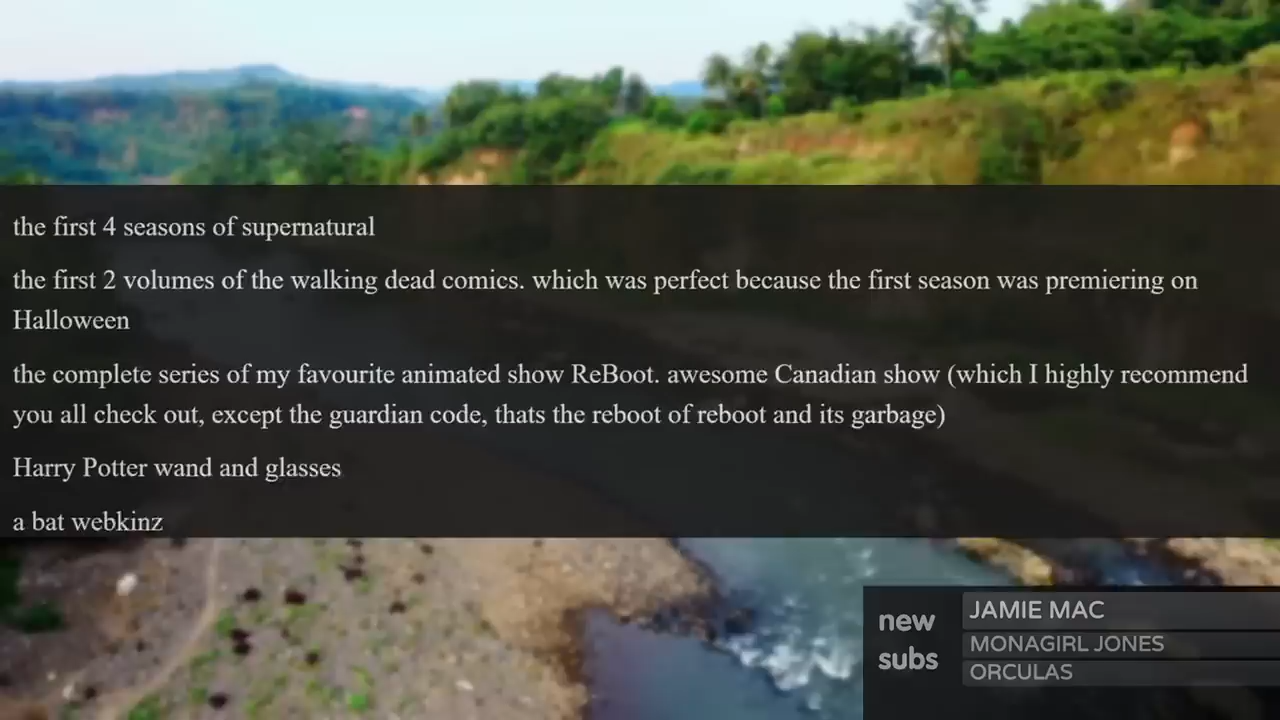 the first 4 seasons of supernatural
the first 2 volumes of the walking dead comics. which was perfect because the first season was premiering on
Halloween
the complete series of my favourite animated show ReBoot. awesome Canadian show (which I highly recommend
you all check out, except the guardian code, thats the reboot of reboot and its garbage)
Harry Potter wand and glasses
a bat webkinz
new
subs
JAMIE MAC
MONAGIRL JONES
ORCULAS